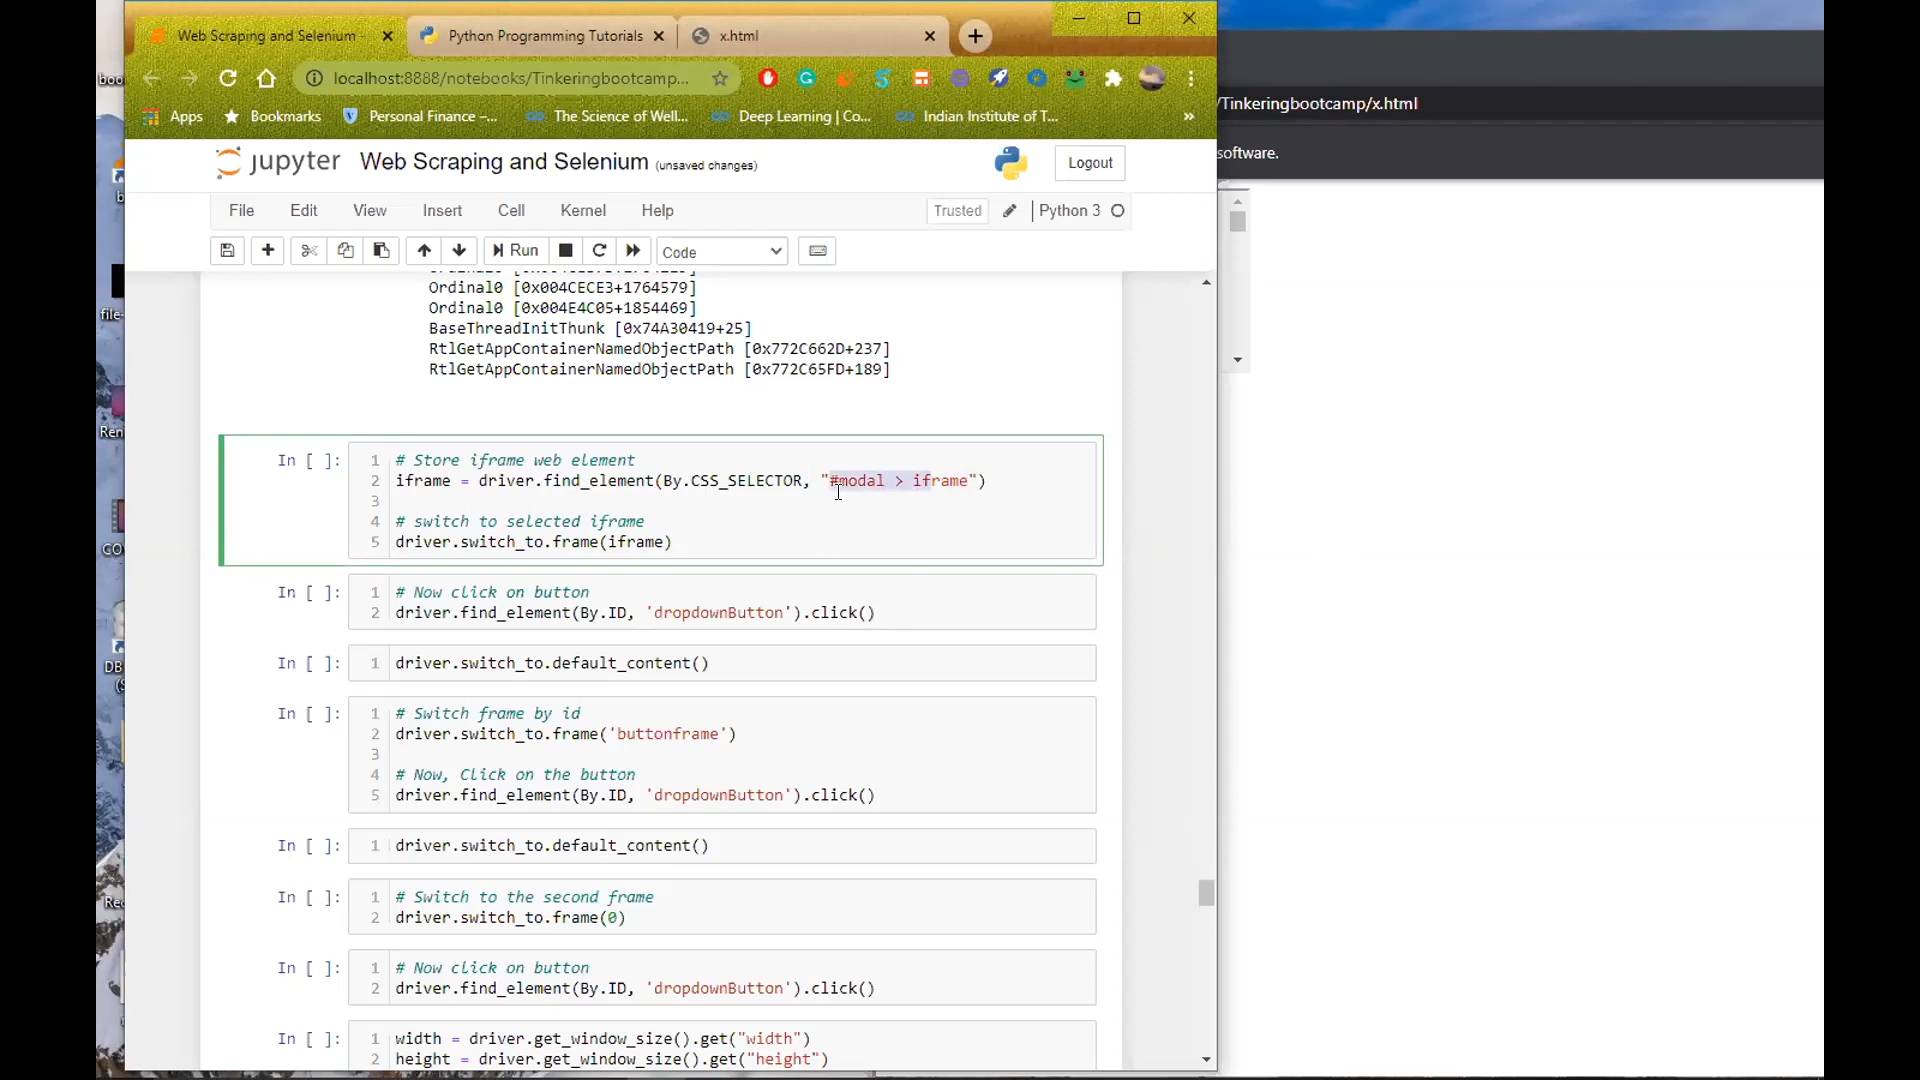 Web Scraping and Selenium -
Python Programming Tutorials
x.html
localhost:8888/notebooks/Tinkeringbootcamp...
/Tinkeringbootcamp/x.html
Apps
Bookmarks
Personal Finance –...
The Science of Well...
Deep Learning | Co...
Indian Institute of T...
»
software.
jupyter
Web Scraping and Selenium (unsaved changes)
Logout
File
Edit
View
Insert
Cell
Kernel
Help
Trusted
Python 3
Run
Code
Ordinal0 [0x004CECE3+1764579]
Ordinal0 [0x004E4C05+1854469]
BaseThreadInitThunk [0x74A30419+25]
RtlGetAppContainerNamedObjectPath [0x772C662D+237]
RtlGetAppContainerNamedObjectPath [0x772C65FD+189]
In [ ]:
1 # Store iframe web element
2 iframe = driver.find_element(By.CSS_SELECTOR, "#modal > iframe")
3
4 # switch to selected iframe
5 driver.switch_to.frame(iframe)
In [ ]:
1 # Now click on button
2 driver.find_element(By.ID, 'dropdownButton').click()
In [ ]:
1 driver.switch_to.default_content()
In [ ]:
1 # Switch frame by id
2 driver.switch_to.frame('buttonframe')
3
4 # Now, Click on the button
5 driver.find_element(By.ID, 'dropdownButton').click()
In [ ]:
1 driver.switch_to.default_content()
In [ ]:
1 # Switch to the second frame
2 driver.switch_to.frame(0)
In [ ]:
1 # Now click on button
2 driver.find_element(By.ID, 'dropdownButton').click()
In [ ]:
1 width = driver.get_window_size().get("width")
2 height = driver.get_window_size().get("height")